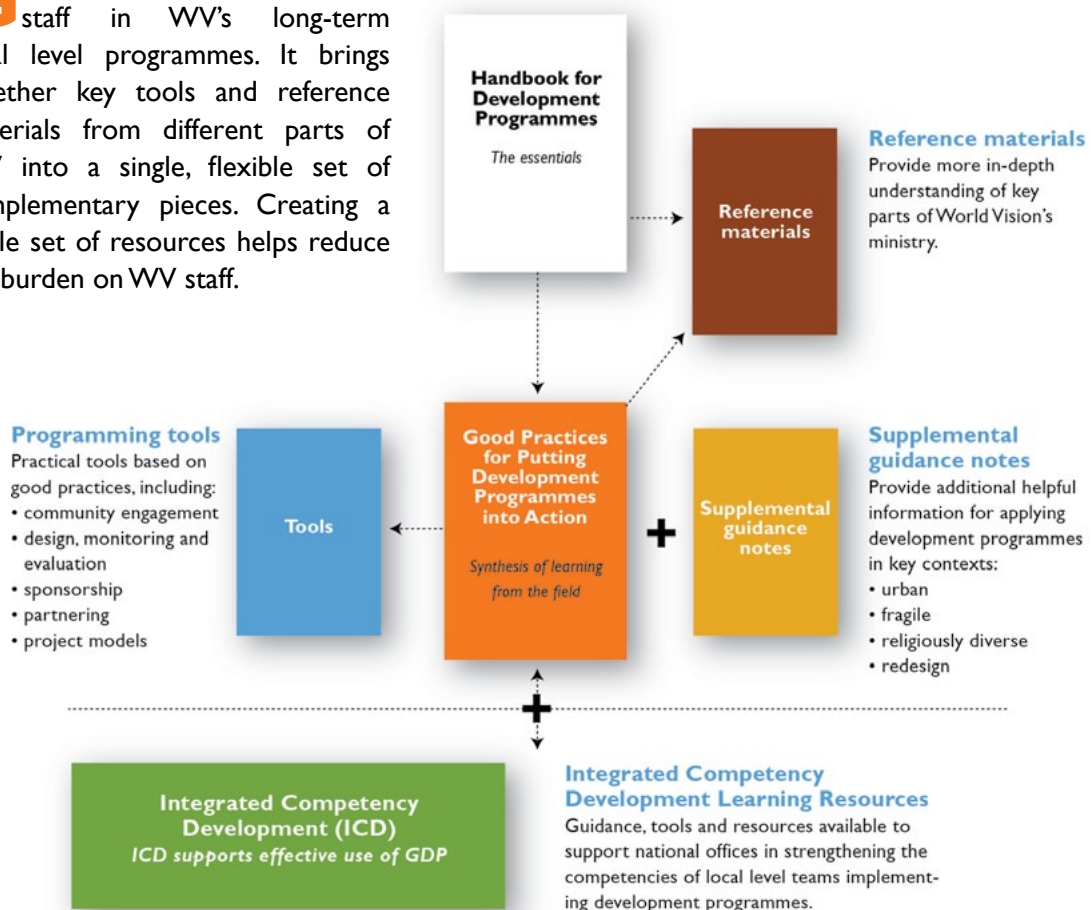 staff in WV's long-term
level programmes. It brings
key tools and reference
from different parts of
into a single, flexible set of
pieces. Creating a
set of resources helps reduce
burden on WV staff.
Handbook for
Development
Programmes
The essentials
Reference
materials
Reference materials
Provide more in-depth
understanding of key
parts of World Vision's
ministry.
Programming tools
Practical tools based on
good practices, including:
• community engagement
• design, monitoring and
evaluation
• sponsorship
• partnering
• project models
Tools
Good Practices
for Putting
Development
Programmes
into Action
Synthesis of learning
from the field
+
Supplemental
guidance
notes
Supplemental
guidance notes
Provide additional helpful
information for applying
development programmes
in key contexts:
• urban
• fragile
• religiously diverse
• redesign
+
Integrated Competency
Development (ICD)
ICD supports effective use of GDP
Integrated Competency
Development Learning Resources
Guidance, tools and resources available to
support national offices in strengthening the
competencies of local level teams implement-
ing development programmes.